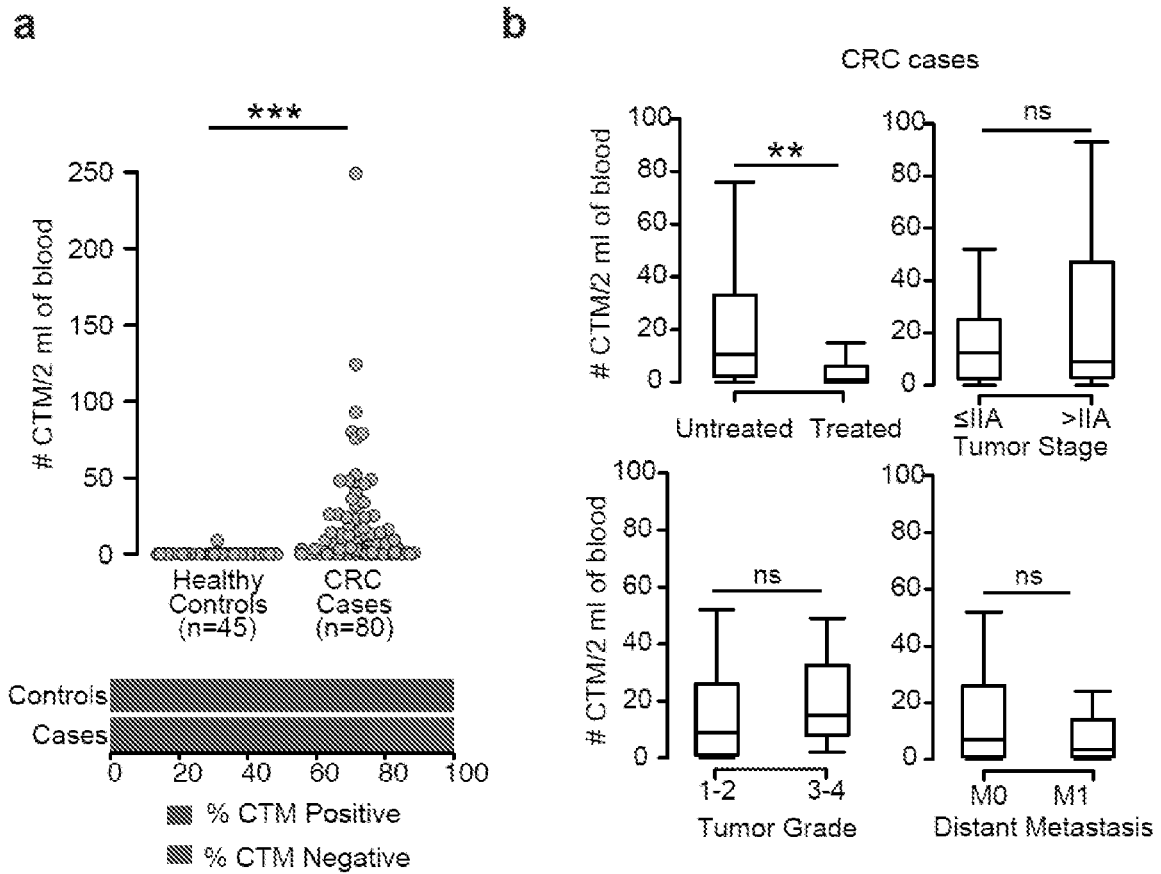 a
***
250
200
150
100
50
0
# CTM/2 ml of blood
Healthy
Controls
(n=45)
CRC
Cases
(n=80)
Controls
Cases
0 20 40 60 80 100
% CTM Positive
% CTM Negative
b
CRC cases
# CTM/2 ml of blood
100
80
60
40
20
0
**
Untreated Treated
100
80
60
40
20
0
ns
≤IIA >IIA
Tumor Stage
# CTM/2 ml of blood
100
80
60
40
20
0
ns
1-2 3-4
Tumor Grade
100
80
60
40
20
0
ns
M0 M1
Distant Metastasis